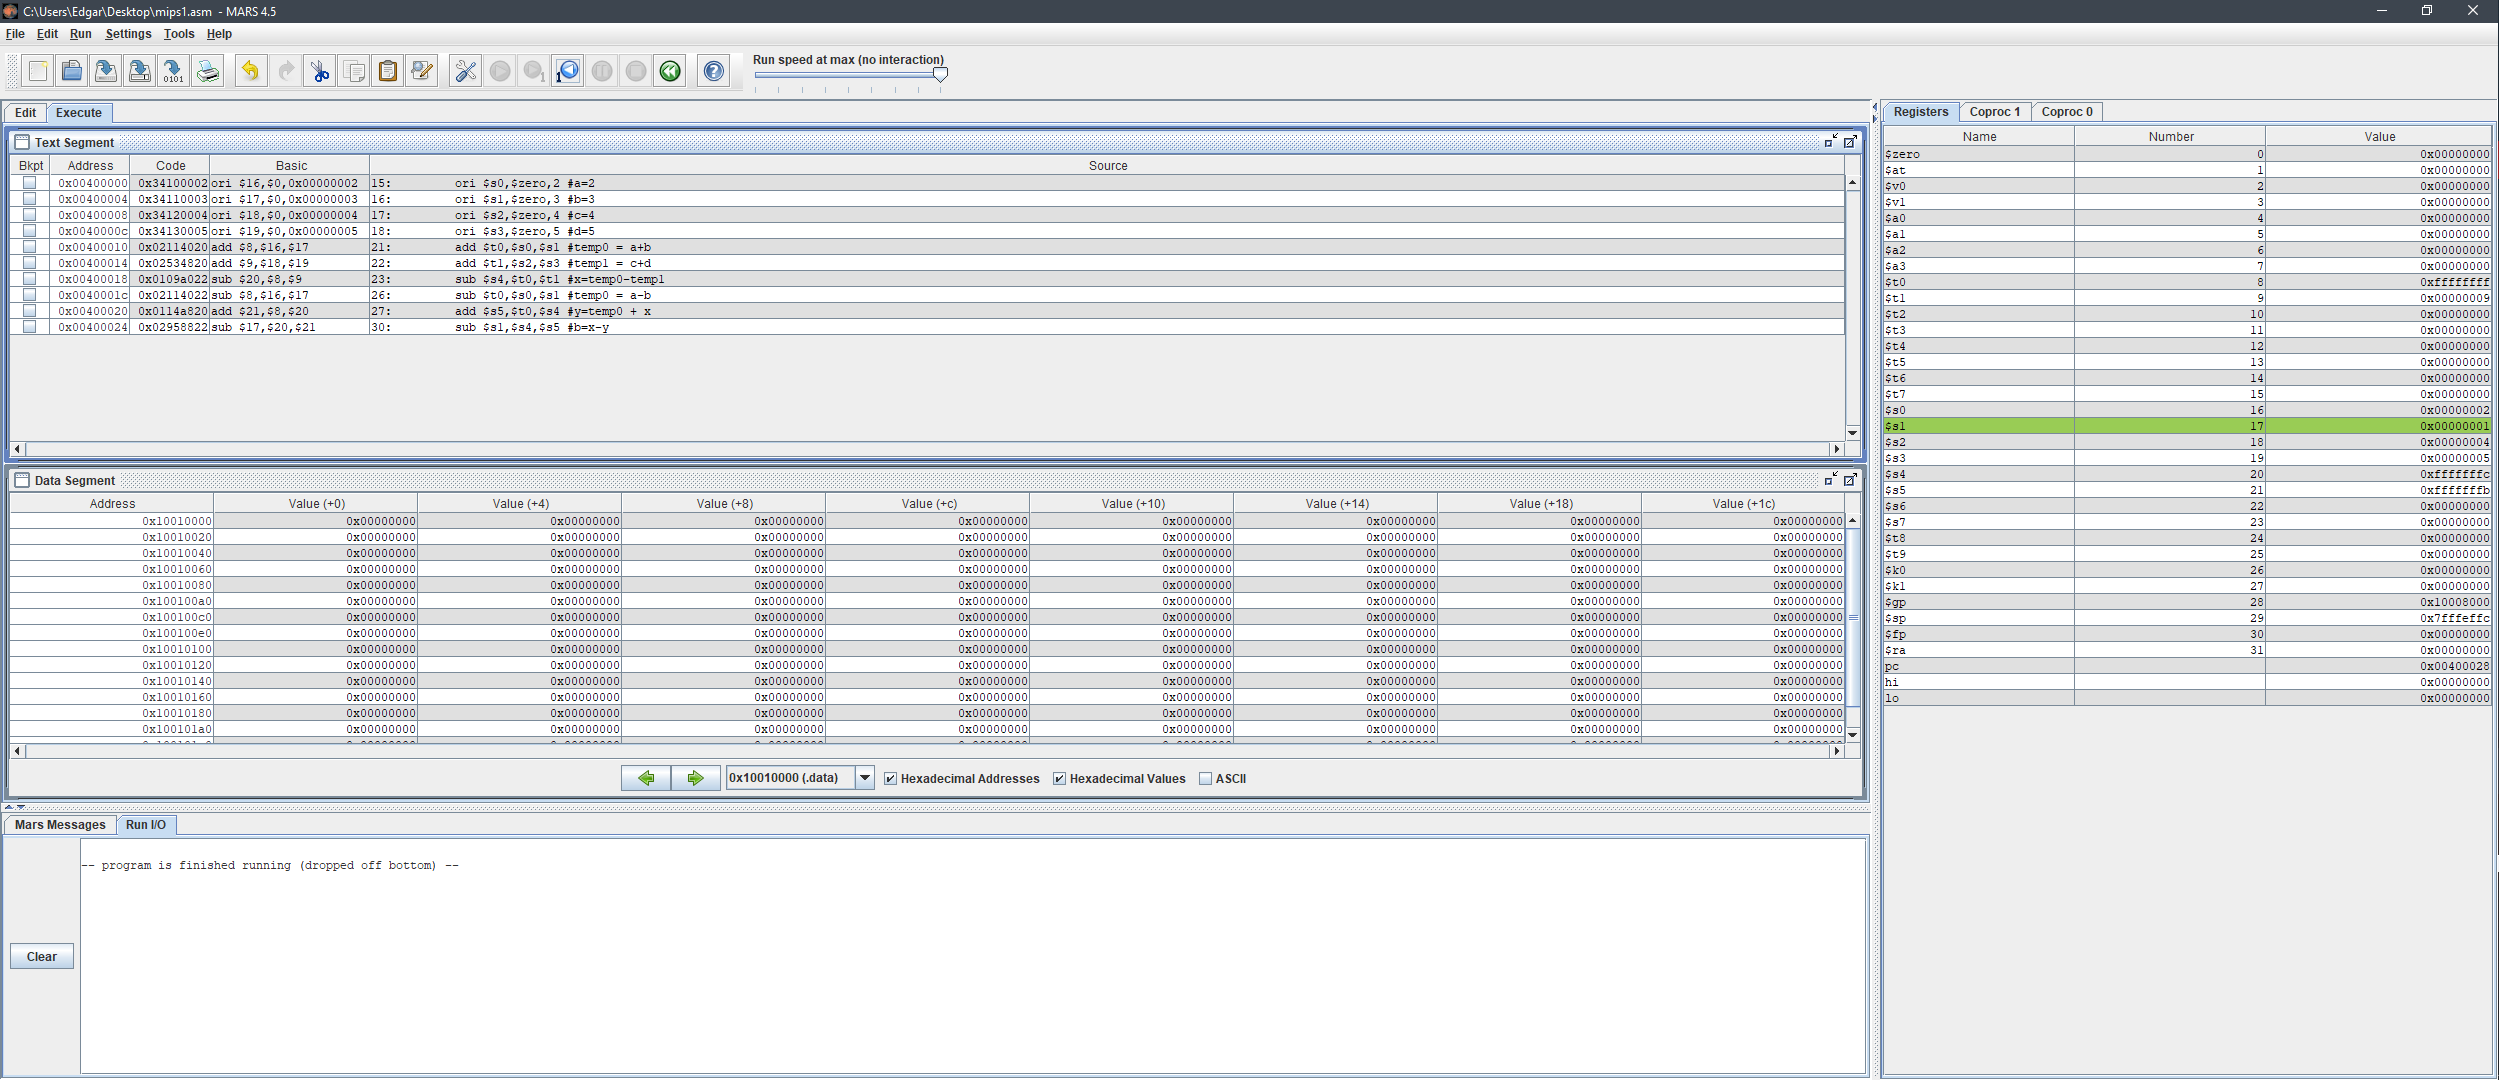 C:\Users\Edgar\Desktop\mips1.asm - MARS 4.5
File Edit Run Settings Tools Help
Run speed at max (no interaction)
Edit Execute
Text Segment
Bkpt Address Code Basic Source
0x00400000 0x34100002 ori $16,$0,0x00000002 15: ori $s0,$zero,2 #a=2
0x00400004 0x34110003 ori $17,$0,0x00000003 16: ori $s1,$zero,3 #b=3
0x00400008 0x34120004 ori $18,$0,0x00000004 17: ori $s2,$zero,4 #c=4
0x0040000c 0x34130005 ori $19,$0,0x00000005 18: ori $s3,$zero,5 #d=5
0x00400010 0x02114020 add $8,$16,$17 21: add $t0,$s0,$s1 #temp0 = a+b
0x00400014 0x02534820 add $9,$18,$19 22: add $t1,$s2,$s3 #temp1 = c+d
0x00400018 0x0109a022 sub $20,$8,$9 23: sub $s4,$t0,$t1 #x=temp0-temp1
0x0040001c 0x02114022 sub $8,$16,$17 26: sub $t0,$s0,$s1 #temp0 = a-b
0x00400020 0x0114a820 add $21,$8,$20 27: add $s5,$t0,$s4 #y=temp0 + x
0x00400024 0x02958822 sub $17,$20,$21 30: sub $s1,$s4,$s5 #b=x-y
Data Segment
Address Value (+0) Value (+4) Value (+8) Value (+c) Value (+10) Value (+14) Value (+18) Value (+1c)
0x10010000 0x00000000 0x00000000 0x00000000 0x00000000 0x00000000 0x00000000 0x00000000 0x00000000
0x10010020 0x00000000 0x00000000 0x00000000 0x00000000 0x00000000 0x00000000 0x00000000 0x00000000
0x10010040 0x00000000 0x00000000 0x00000000 0x00000000 0x00000000 0x00000000 0x00000000 0x00000000
0x10010060 0x00000000 0x00000000 0x00000000 0x00000000 0x00000000 0x00000000 0x00000000 0x00000000
0x10010080 0x00000000 0x00000000 0x00000000 0x00000000 0x00000000 0x00000000 0x00000000 0x00000000
0x100100a0 0x00000000 0x00000000 0x00000000 0x00000000 0x00000000 0x00000000 0x00000000 0x00000000
0x100100c0 0x00000000 0x00000000 0x00000000 0x00000000 0x00000000 0x00000000 0x00000000 0x00000000
0x100100e0 0x00000000 0x00000000 0x00000000 0x00000000 0x00000000 0x00000000 0x00000000 0x00000000
0x10010100 0x00000000 0x00000000 0x00000000 0x00000000 0x00000000 0x00000000 0x00000000 0x00000000
0x10010120 0x00000000 0x00000000 0x00000000 0x00000000 0x00000000 0x00000000 0x00000000 0x00000000
0x10010140 0x00000000 0x00000000 0x00000000 0x00000000 0x00000000 0x00000000 0x00000000 0x00000000
0x10010160 0x00000000 0x00000000 0x00000000 0x00000000 0x00000000 0x00000000 0x00000000 0x00000000
0x10010180 0x00000000 0x00000000 0x00000000 0x00000000 0x00000000 0x00000000 0x00000000 0x00000000
0x100101a0 0x00000000 0x00000000 0x00000000 0x00000000 0x00000000 0x00000000 0x00000000 0x00000000
0x10010000 (.data) Hexadecimal Addresses Hexadecimal Values ASCII
Mars Messages Run I/O
-- program is finished running (dropped off bottom) --
Clear
Registers Coproc 1 Coproc 0
Name Number Value
$zero 0 0x00000000
$at 1 0x00000000
$v0 2 0x00000000
$v1 3 0x00000000
$a0 4 0x00000000
$a1 5 0x00000000
$a2 6 0x00000000
$a3 7 0x00000000
$t0 8 0xffffffff
$t1 9 0x00000009
$t2 10 0x00000000
$t3 11 0x00000000
$t4 12 0x00000000
$t5 13 0x00000000
$t6 14 0x00000000
$t7 15 0x00000000
$s0 16 0x00000002
$s1 17 0x00000001
$s2 18 0x00000004
$s3 19 0x00000005
$s4 20 0xfffffffc
$s5 21 0xfffffffb
$s6 22 0x00000000
$s7 23 0x00000000
$t8 24 0x00000000
$t9 25 0x00000000
$k0 26 0x00000000
$k1 27 0x00000000
$gp 28 0x10008000
$sp 29 0x7fffeffc
$fp 30 0x00000000
$ra 31 0x00000000
pc 0x00400028
hi 0x00000000
lo 0x00000000